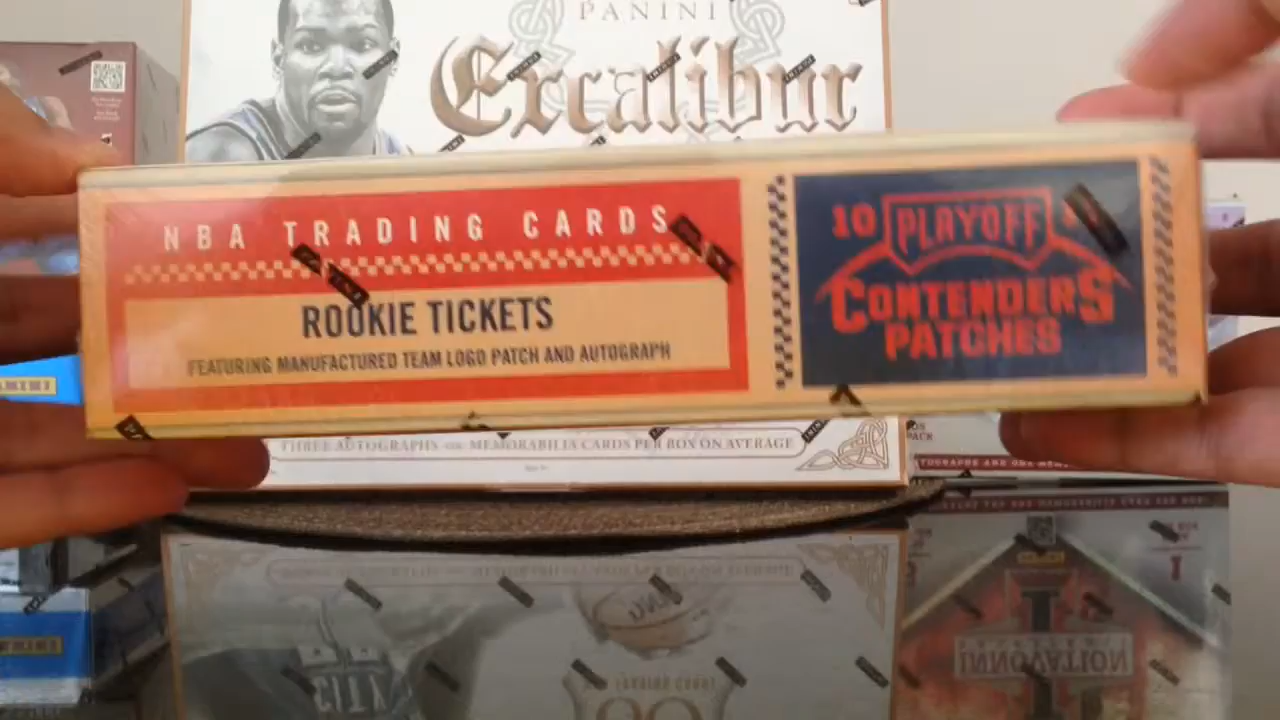 PANINI
Excalibur
NBA TRADING CARDS
ROOKIE TICKETS
FEATURING MANUFACTURED TEAM LOGO PATCH AND AUTOGRAPH
10
PLAYOFF
CONTENDERS
PATCHES
THREE AUTOGRAPHS OR MEMORABILIA CARDS PER BOX ON AVERAGE
PACK
INNOVATION